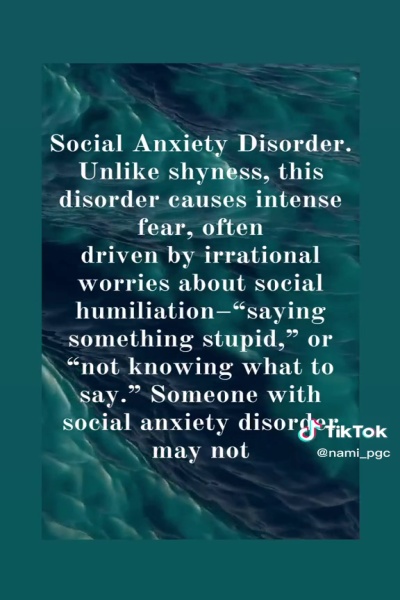 Social Anxiety Disorder.
Unlike shyness, this
disorder causes intense
fear, often
driven by irrational
worries about social
humiliation–“saying
something stupid,” or
“not knowing what to
say.” Someone with
social anxiety disorder
may not
TikTok
@nami_pgc